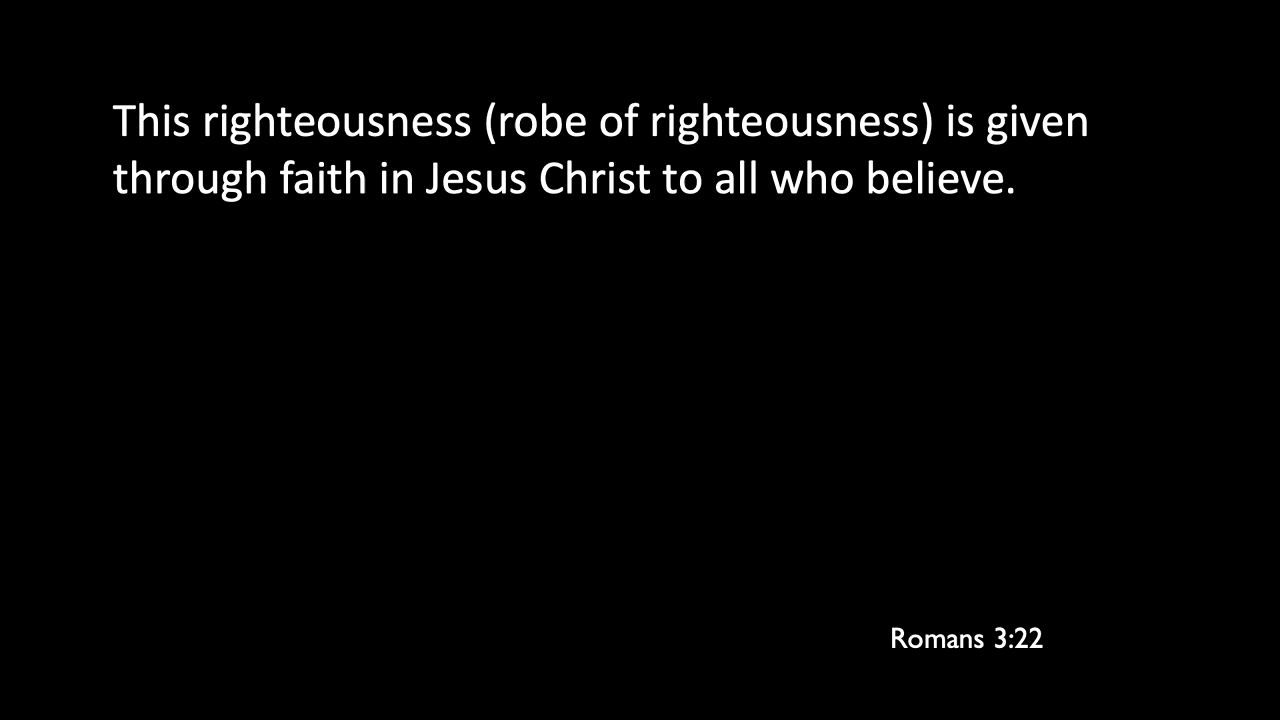 This righteousness (robe of righteousness) is given
through faith in Jesus Christ to all who believe.
Romans 3:22